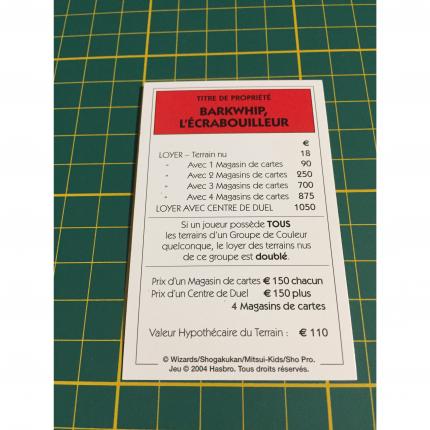 TITRE DE PROPRIÉTÉ
BARKWHIP,
L'ÉCRABOUILLEUR
€
LOYER – Terrain nu 18
" Avec 1 Magasin de cartes 90
" Avec 2 Magasins de cartes 250
" Avec 3 Magasins de cartes 700
" Avec 4 Magasins de cartes 875
LOYER AVEC CENTRE DE DUEL 1050
Si un joueur possède TOUS
les terrains d'un Groupe de Couleur
quelconque, le loyer des terrains nus
de ce groupe est doublé.
Prix d'un Magasin de cartes € 150 chacun
Prix d'un Centre de Duel € 150 plus
4 Magasins de cartes
Valeur Hypothécaire du Terrain : € 110
© Wizards/Shogakukan/Mitsui-Kids/Sho Pro.
Jeu © 2004 Hasbro. Tous droits réservés.